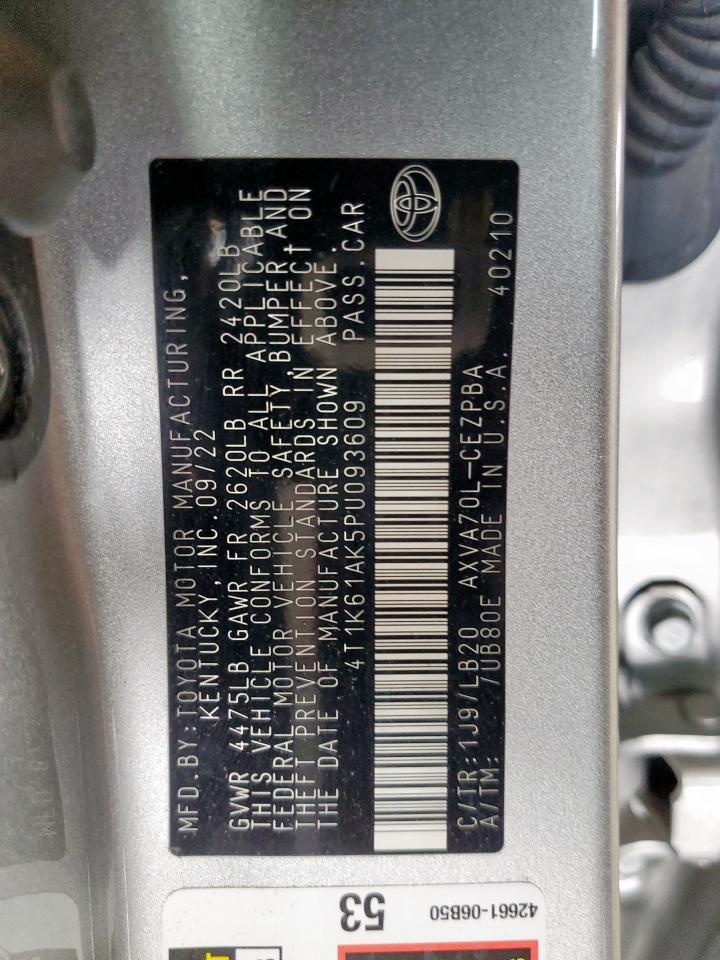 MFD.BY:TOYOTA MOTOR MANUFACTURING,
KENTUCKY,INC.09/22
GVWR 4475LB GAWR FR 2620LB RR 2420LB
THIS VEHICLE CONFORMS TO ALL APPLICABLE
FEDERAL MOTOR VEHICLE SAFETY,BUMPER AND
THEFT PREVENTION STANDARDS IN EFFECT ON
THE DATE OF MANUFACTURE SHOWN ABOVE.
4T1K61AK5PU093609 PASS.CAR
C/TR:1J9/LB20 AXVA70L-CEZPBA
A/TM: 7UB80E MADE IN U.S.A. 40210
53
42661-06B50